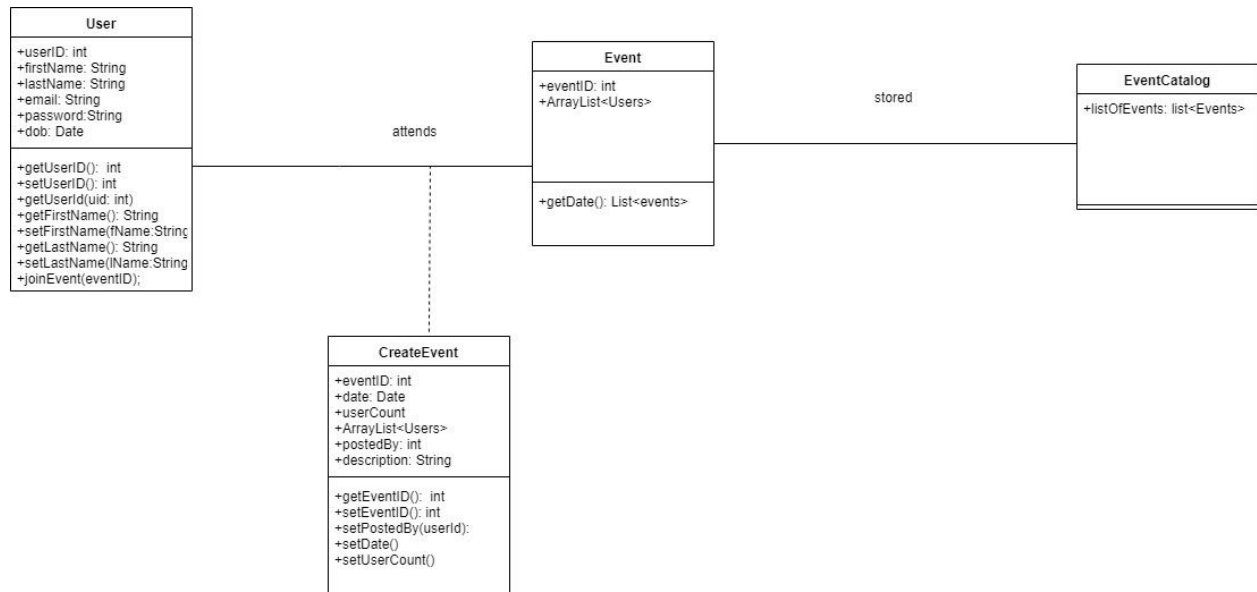 User
+userID: int
+firstName: String
+lastName: String
+email: String
+password:String
+dob: Date
+getUserID():  int
+setUserID(): int
+getUserId(uid: int)
+getFirstName(): String
+setFirstName(fName:String
+getLastName(): String
+setLastName(lName:String
+joinEvent(eventID);
attends
Event
+eventID: int
+ArrayList<Users>
+getDate(): List<events>
stored
EventCatalog
+listOfEvents: list<Events>
CreateEvent
+eventID: int
+date: Date
+userCount
+ArrayList<Users>
+postedBy: int
+description: String
+getEventID():  int
+setEventID(): int
+setPostedBy(userId):
+setDate()
+setUserCount()